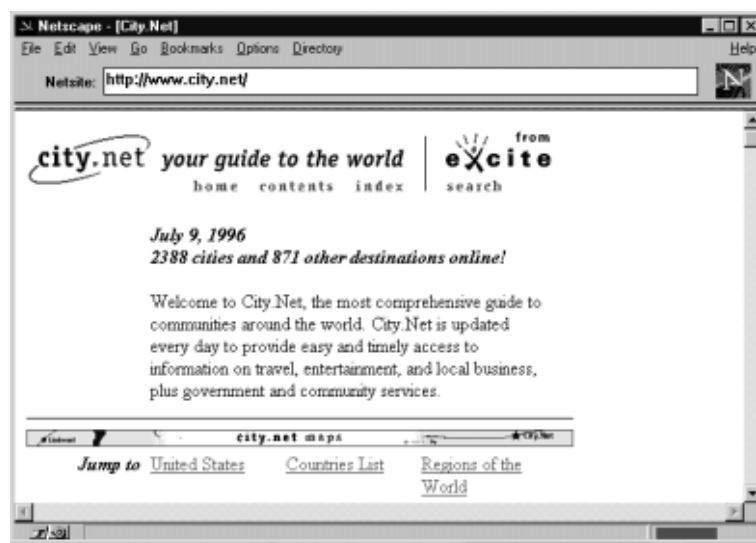 Netscape - [City.Net]
File Edit View Go Bookmarks Options Directory Help
Netsite: http://www.city.net/
N
city.net your guide to the world from excite
home contents index search
July 9, 1996
2388 cities and 871 other destinations online!
Welcome to City.Net, the most comprehensive guide to
communities around the world. City.Net is updated
every day to provide easy and timely access to
information on travel, entertainment, and local business,
plus government and community services.
city.net maps
Jump to United States Countries List Regions of the
World